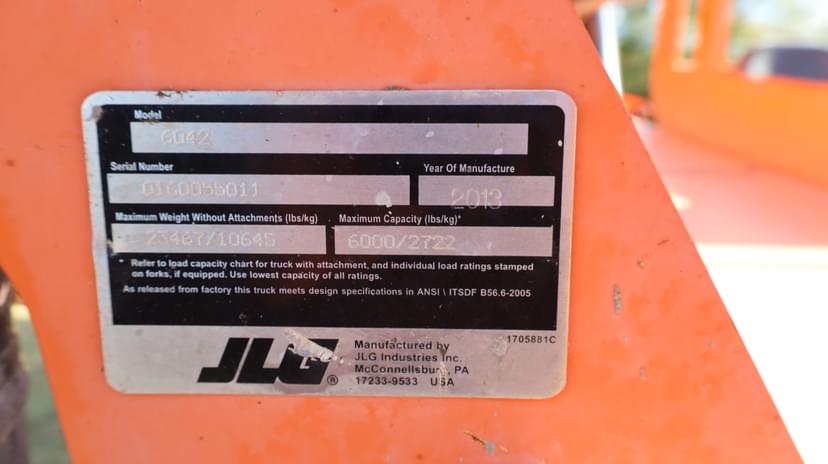 Model
6042
Serial Number
Year Of Manufacture
0160055011
2013
Maximum Weight Without Attachments (lbs/kg)
Maximum Capacity (lbs/kg)*
23467/10645
6000/2722
* Refer to load capacity chart for truck with attachment, and individual load ratings stamped
on forks, if equipped. Use lowest capacity of all ratings.
As released from factory this truck meets design specifications in ANSI \ ITSDF B56.6-2005
JLG®
Manufactured by
JLG Industries Inc.
McConnellsburg, PA
17233-9533 USA
1705881C